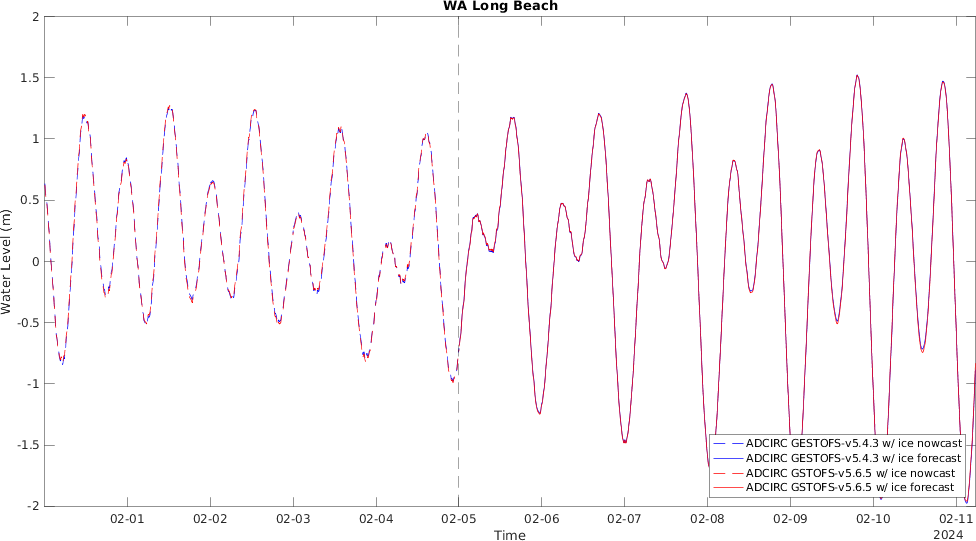 WA Long Beach
2
1.5
1
0.5
0
-0.5
-1
-1.5
-2
Water Level (m)
ADCIRC GESTOFS-v5.4.3 w/ ice nowcast
ADCIRC GESTOFS-v5.4.3 w/ ice forecast
ADCIRC GSTOFS-v5.6.5 w/ ice nowcast
ADCIRC GSTOFS-v5.6.5 w/ ice forecast
02-01 02-02 02-03 02-04 02-05 02-06 02-07 02-08 02-09 02-10 02-11
Time
2024